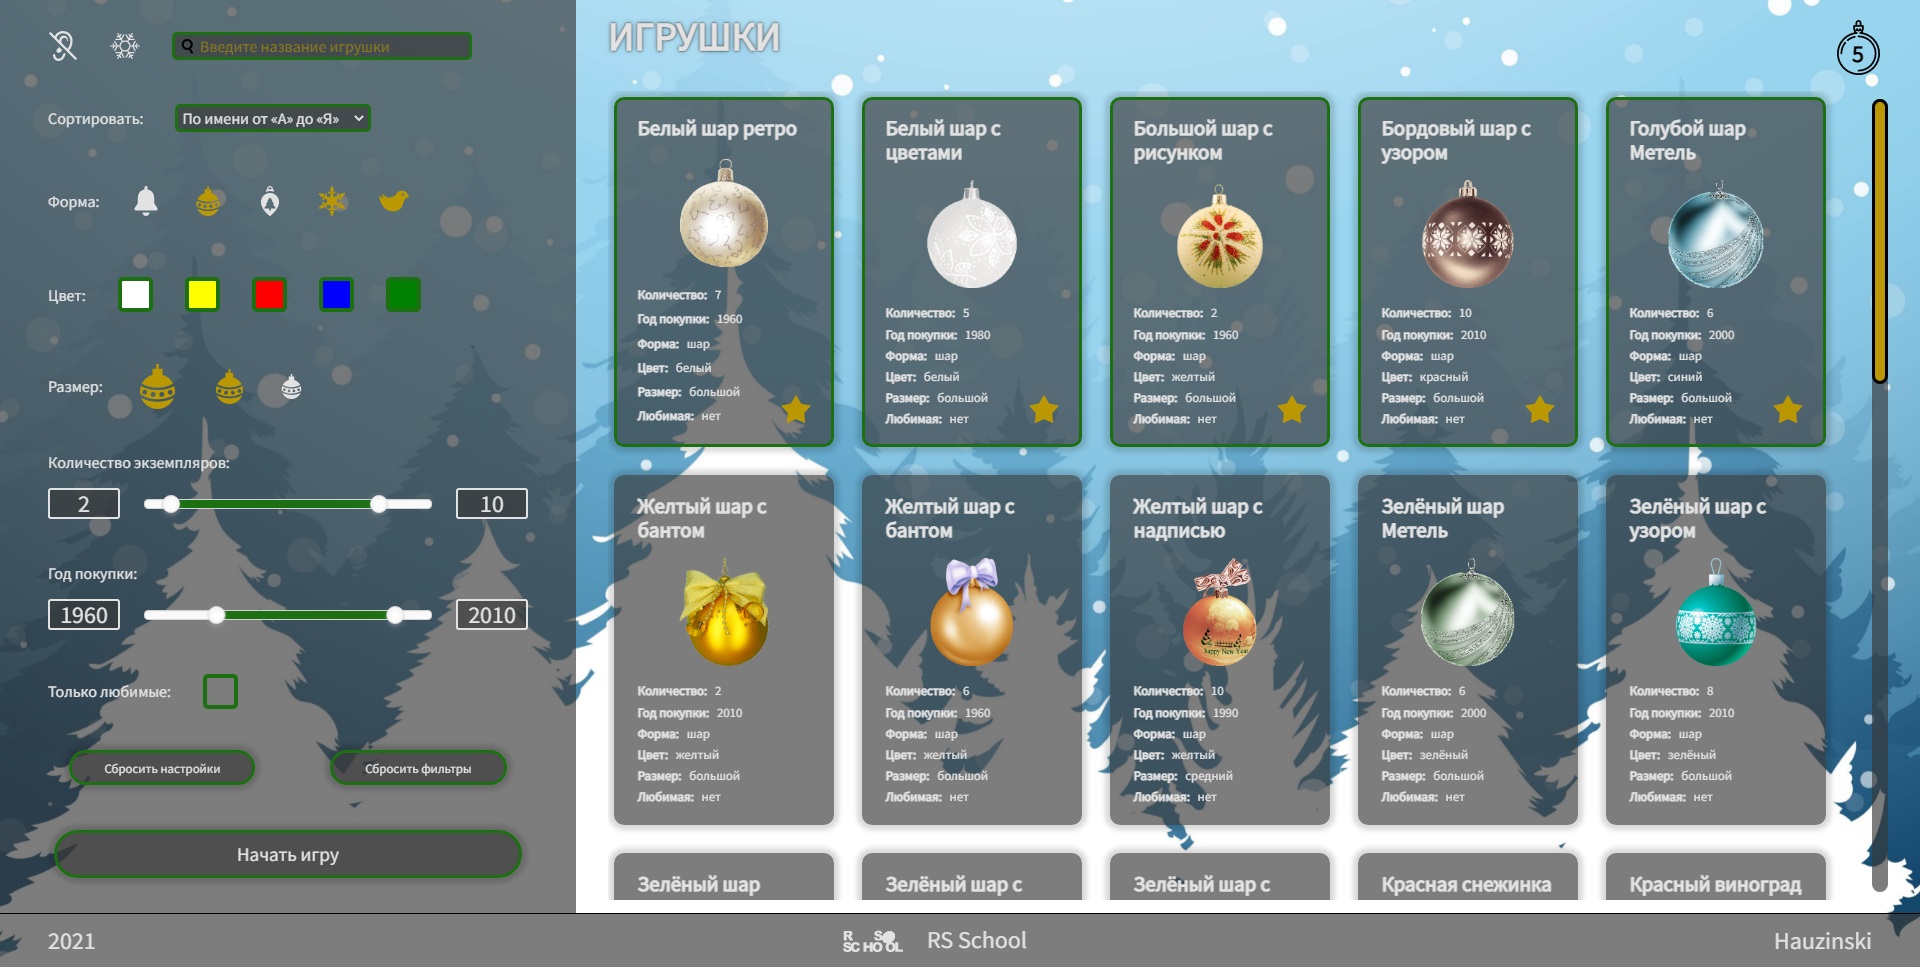 Введите название игрушки
Сортировать:
По имени от «А» до «Я»
Форма:
Цвет:
Размер:
Количество экземпляров:
2
10
Год покупки:
1960
2010
Только любимые:
Сбросить настройки
Сбросить фильтры
Начать игру
ИГРУШКИ
5
Белый шар ретро
Количество: 7
Год покупки: 1960
Форма: шар
Цвет: белый
Размер: большой
Любимая: нет
Белый шар с
цветами
Количество: 5
Год покупки: 1980
Форма: шар
Цвет: белый
Размер: большой
Любимая: нет
Большой шар с
рисунком
Количество: 2
Год покупки: 1960
Форма: шар
Цвет: желтый
Размер: большой
Любимая: нет
Бордовый шар с
узором
Количество: 10
Год покупки: 2010
Форма: шар
Цвет: красный
Размер: большой
Любимая: нет
Голубой шар
Метель
Количество: 6
Год покупки: 2000
Форма: шар
Цвет: синий
Размер: большой
Любимая: нет
Желтый шар с
бантом
Количество: 2
Год покупки: 2010
Форма: шар
Цвет: желтый
Размер: большой
Любимая: нет
Желтый шар с
бантом
Количество: 6
Год покупки: 1960
Форма: шар
Цвет: желтый
Размер: большой
Любимая: нет
Желтый шар с
надписью
happy New Year
Количество: 10
Год покупки: 1990
Форма: шар
Цвет: желтый
Размер: средний
Любимая: нет
Зелёный шар
Метель
Количество: 6
Год покупки: 2000
Форма: шар
Цвет: зелёный
Размер: большой
Любимая: нет
Зелёный шар с
узором
Количество: 8
Год покупки: 2010
Форма: шар
Цвет: зелёный
Размер: большой
Любимая: нет
Зелёный шар
Зелёный шар с
Зелёный шар с
Красная снежинка
Красный виноград
2021
RS
SCHOOL
RS School
Hauzinski